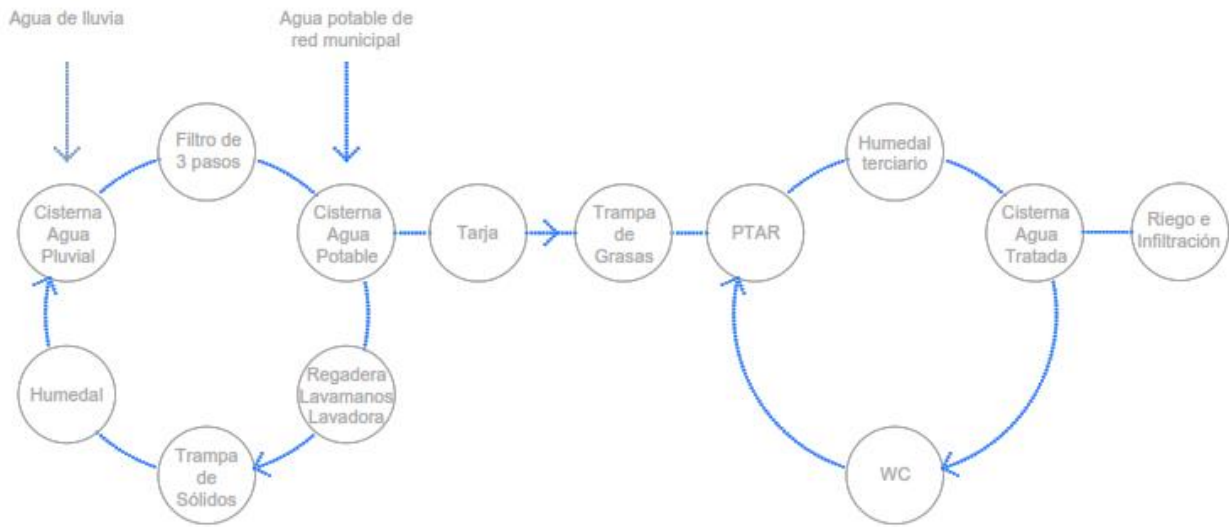 Agua de lluvia
Agua potable de
red municipal
Filtro de
3 pasos
Humedal
terciario
Cisterna
Agua
Pluvial
Cisterna
Agua
Potable
Tarja
Trampa
de
Grasas
PTAR
Cisterna
Agua
Tratada
Riego e
Infiltración
Humedal
Regadera
Lavamanos
Lavadora
Trampa
de
Sólidos
WC